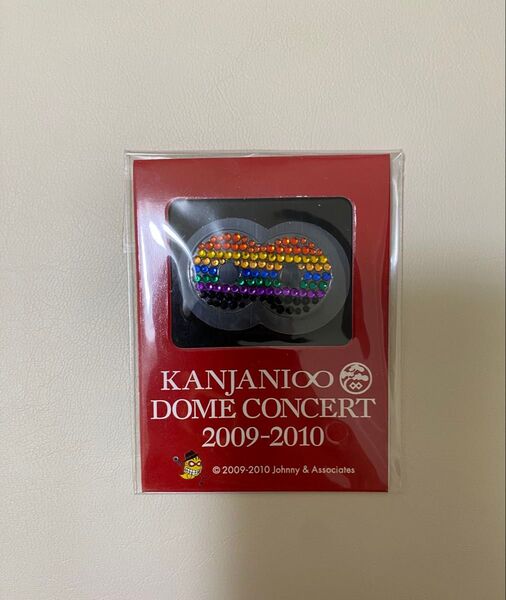 KANJANI∞
DOME CONCERT
2009-2010
© 2009-2010 Johnny & Associates